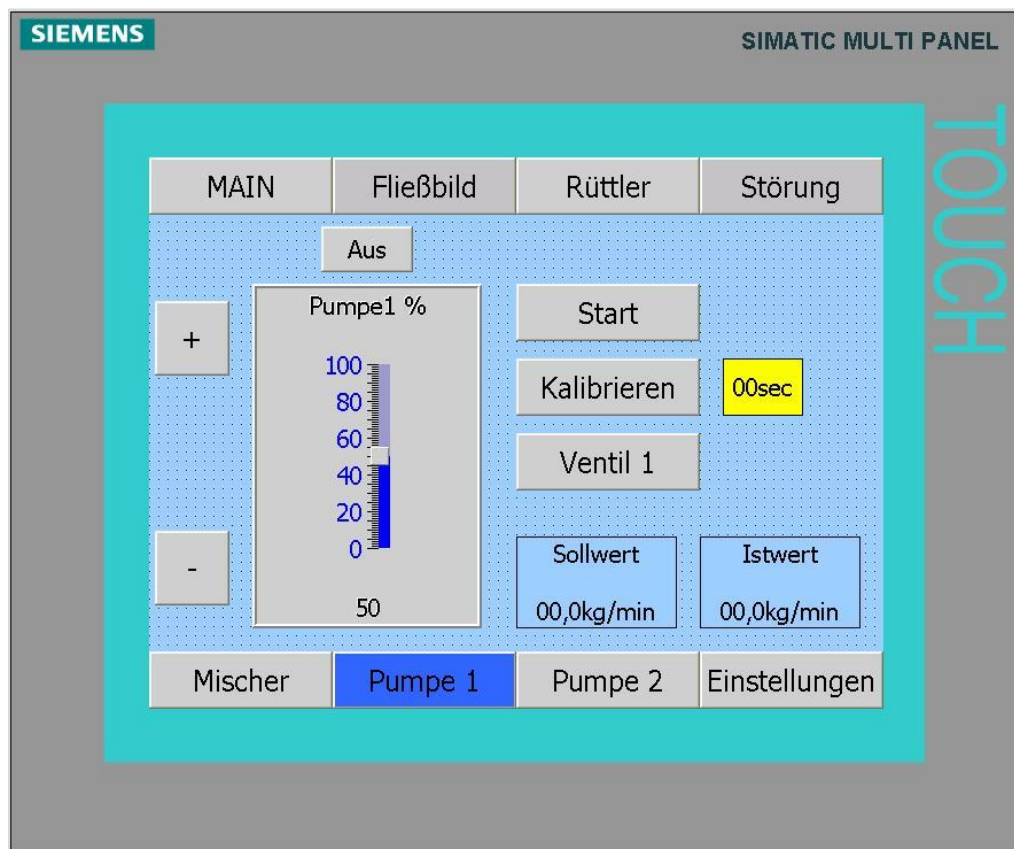 SIEMENS
SIMATIC MULTI PANEL
TOUCH
MAIN Fließbild Rüttler Störung
Aus
Pumpe1 %
+
Start
100
80
60
40
20
0
Kalibrieren 00sec
Ventil 1
-
50
Sollwert
00,0kg/min
Istwert
00,0kg/min
Mischer Pumpe 1 Pumpe 2 Einstellungen